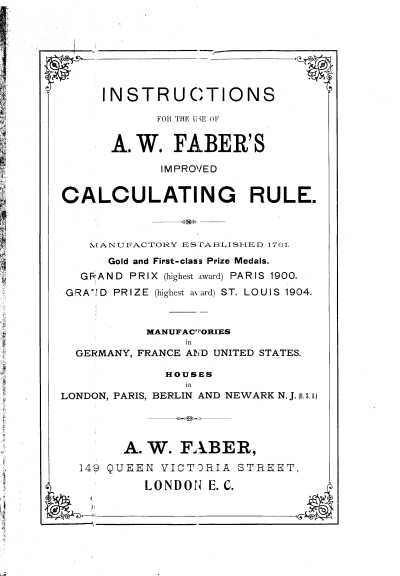 INSTRUCTIONS
FOR THE USE OF
A. W. FABER'S
IMPROVED
CALCULATING RULE.
MANUFACTORY ESTABLISHED 1761.
Gold and First-class Prize Medals.
GRAND PRIX (highest award) PARIS 1900.
GRAND PRIZE (highest award) ST. LOUIS 1904.
MANUFACTORIES
in
GERMANY, FRANCE AND UNITED STATES.
HOUSES
in
LONDON, PARIS, BERLIN AND NEWARK N. J. (U. S. A.)
A. W. FABER,
149 QUEEN VICTORIA STREET,
LONDON E. C.